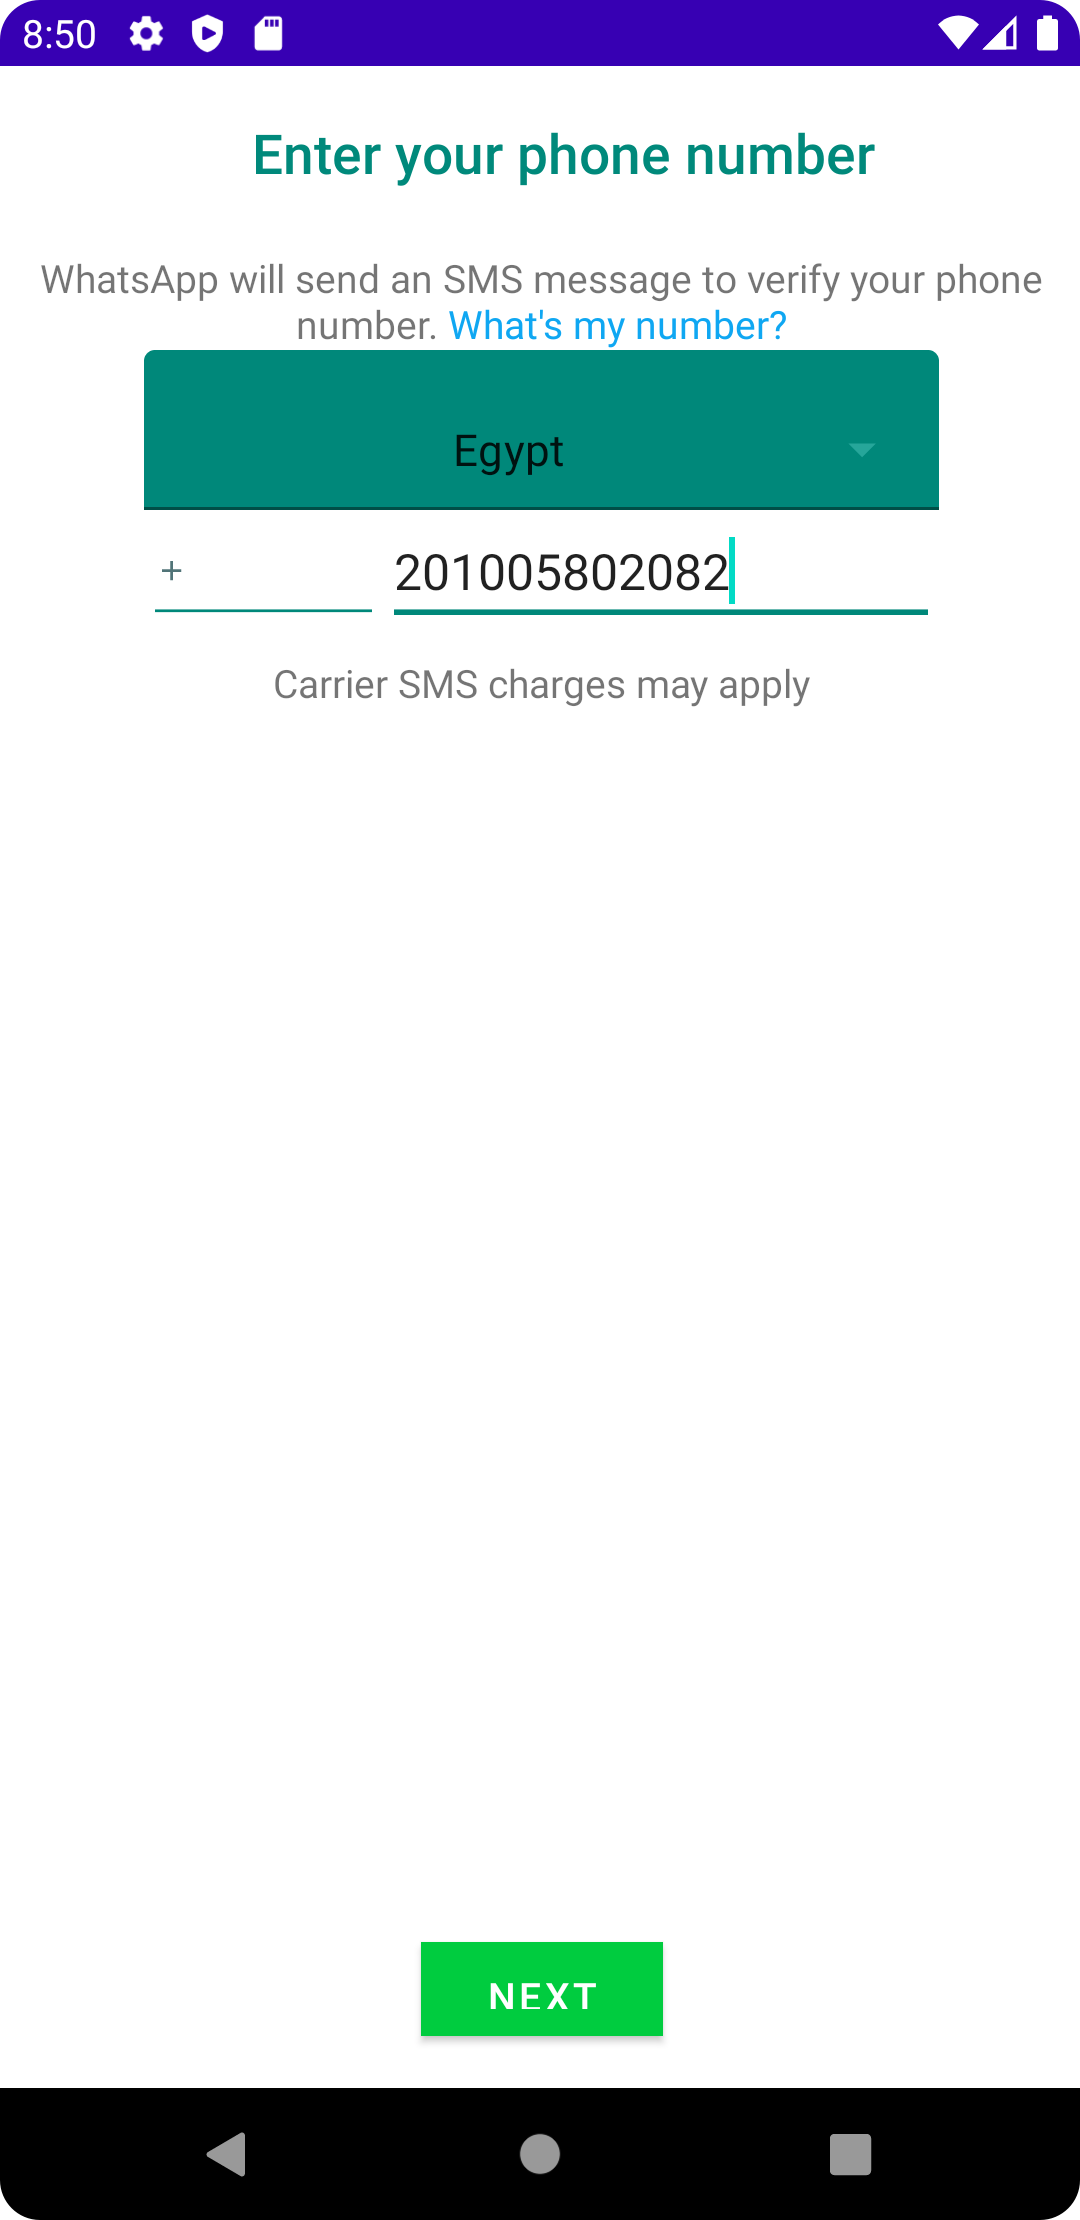 8:50
Enter your phone number
WhatsApp will send an SMS message to verify your phone
number. What's my number?
Egypt
+ 201005802082
Carrier SMS charges may apply
NEXT